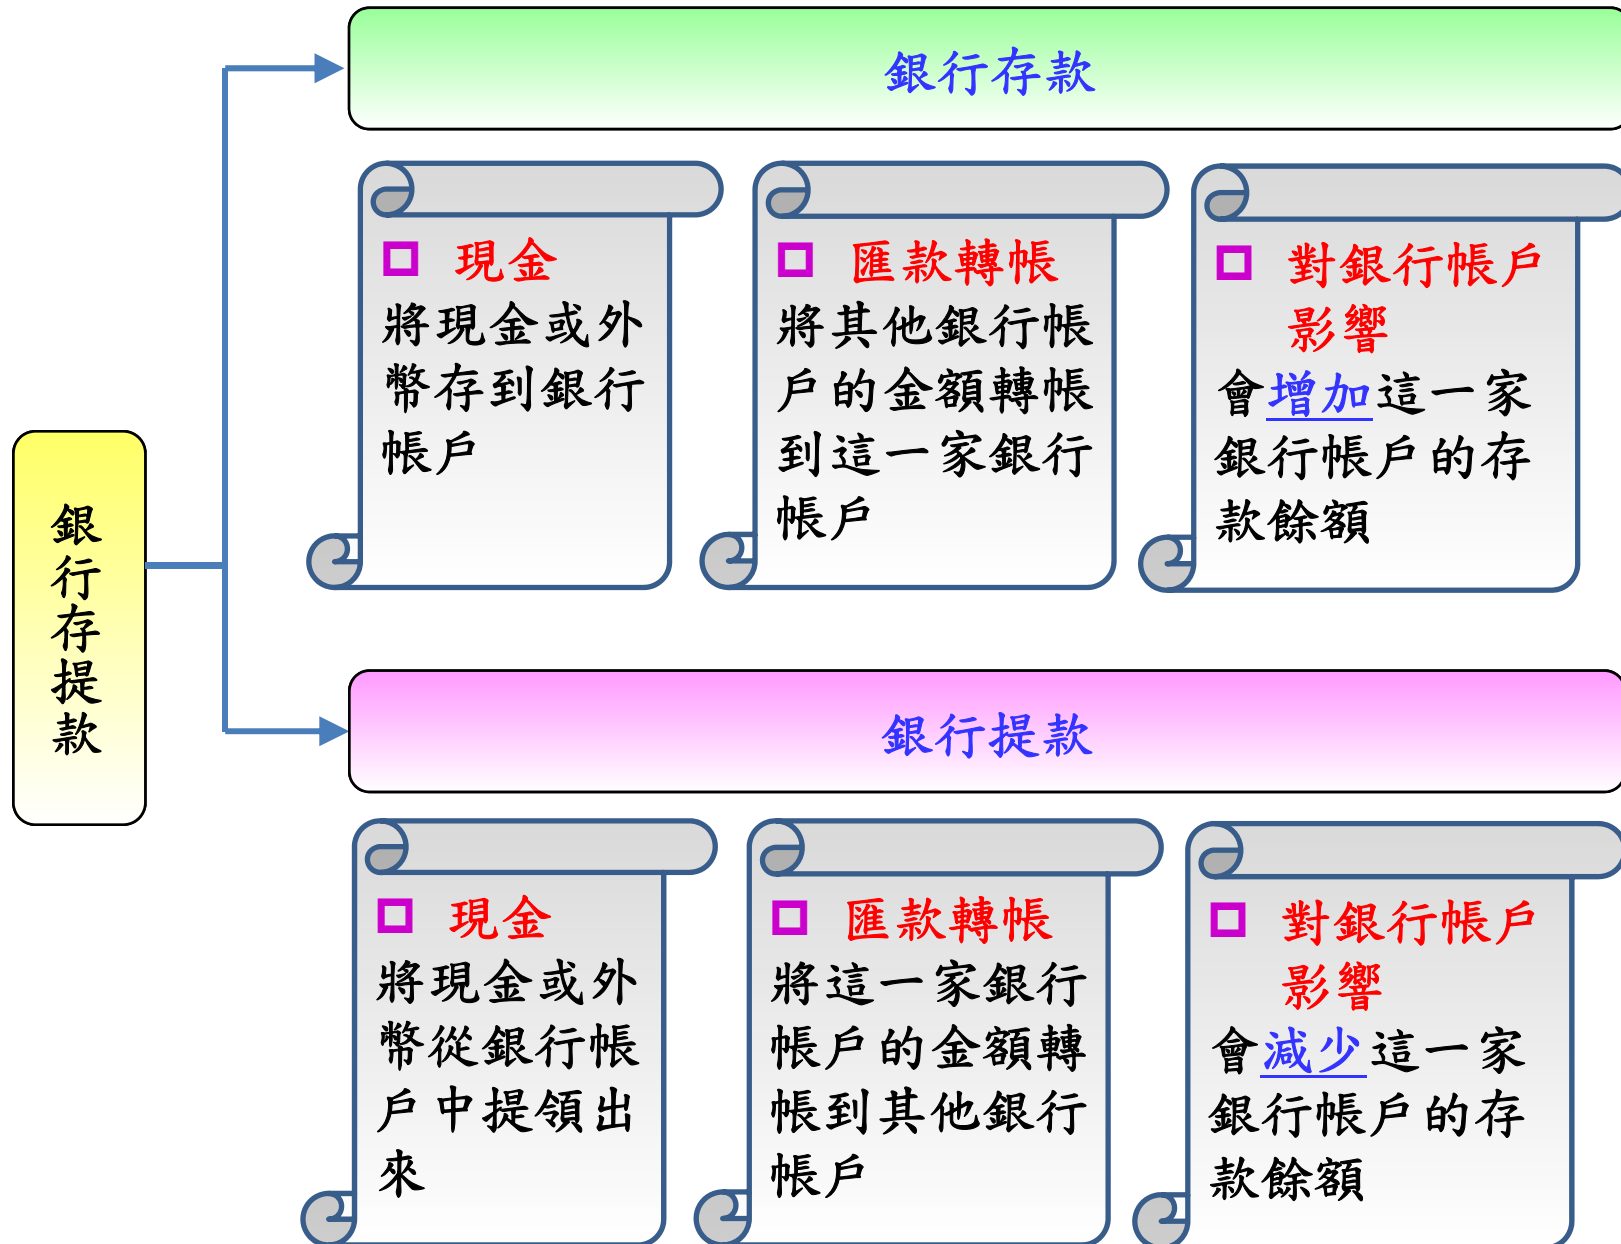 銀行存提款
銀行存款
現金
將現金或外
幣存到銀行
帳戶
匯款轉帳
將其他銀行帳
戶的金額轉帳
到這一家銀行
帳戶
對銀行帳戶
影響
會增加這一家
銀行帳戶的存
款餘額
銀行提款
現金
將現金或外
幣從銀行帳
戶中提領出
來
匯款轉帳
將這一家銀行
帳戶的金額轉
帳到其他銀行
帳戶
對銀行帳戶
影響
會減少這一家
銀行帳戶的存
款餘額